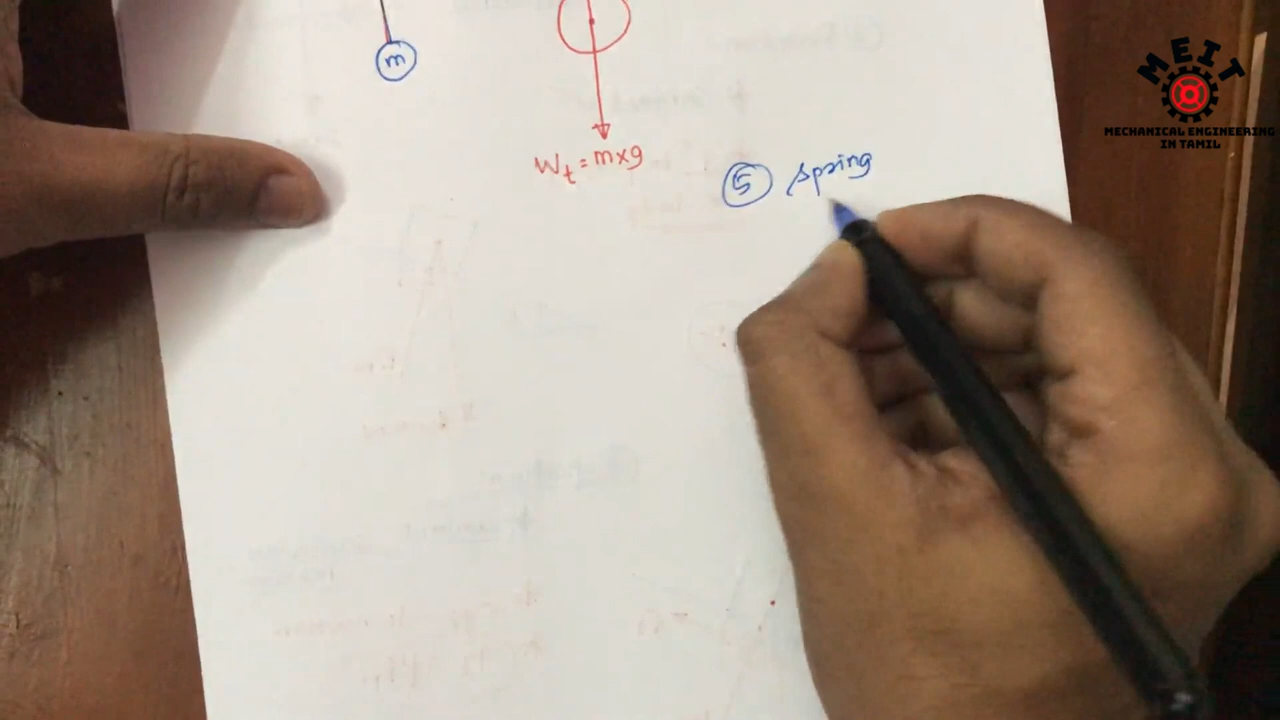 m
Wt = m×g
⑤ Spring
MEIT
MECHANICAL ENGINEERING
IN TAMIL